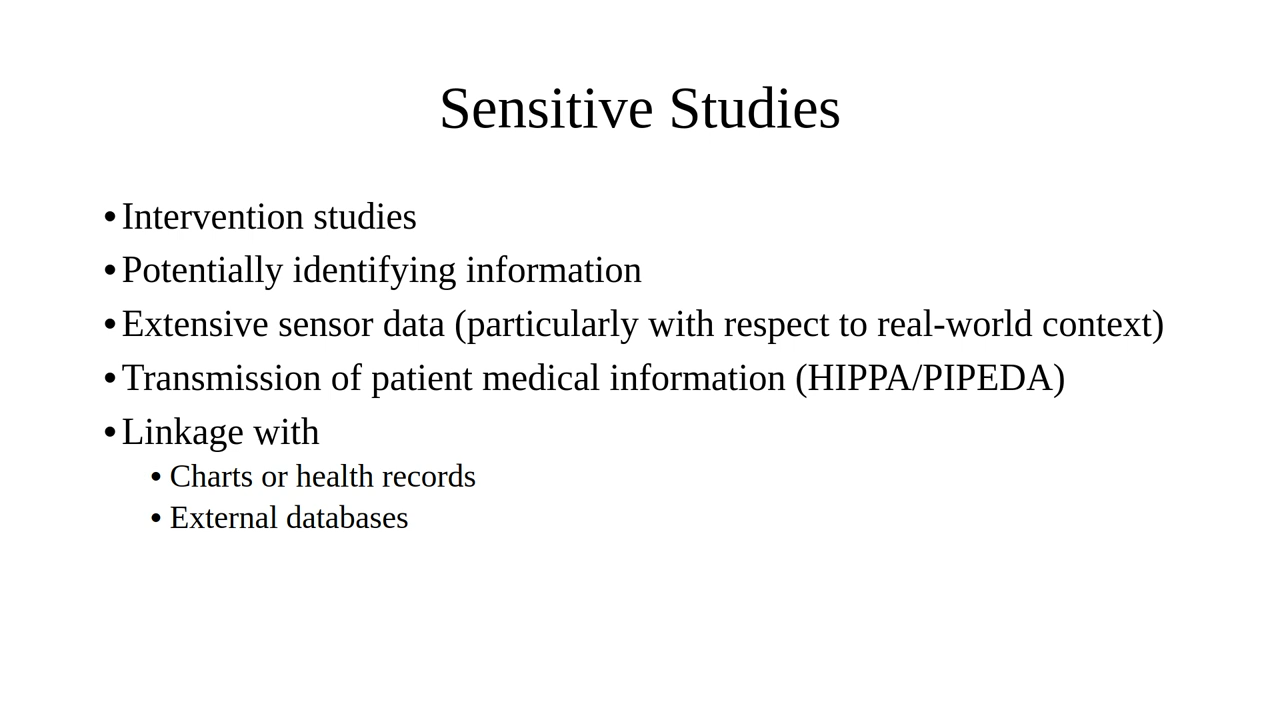 Sensitive Studies
• Intervention studies
• Potentially identifying information
• Extensive sensor data (particularly with respect to real-world context)
• Transmission of patient medical information (HIPPA/PIPEDA)
• Linkage with
• Charts or health records
• External databases